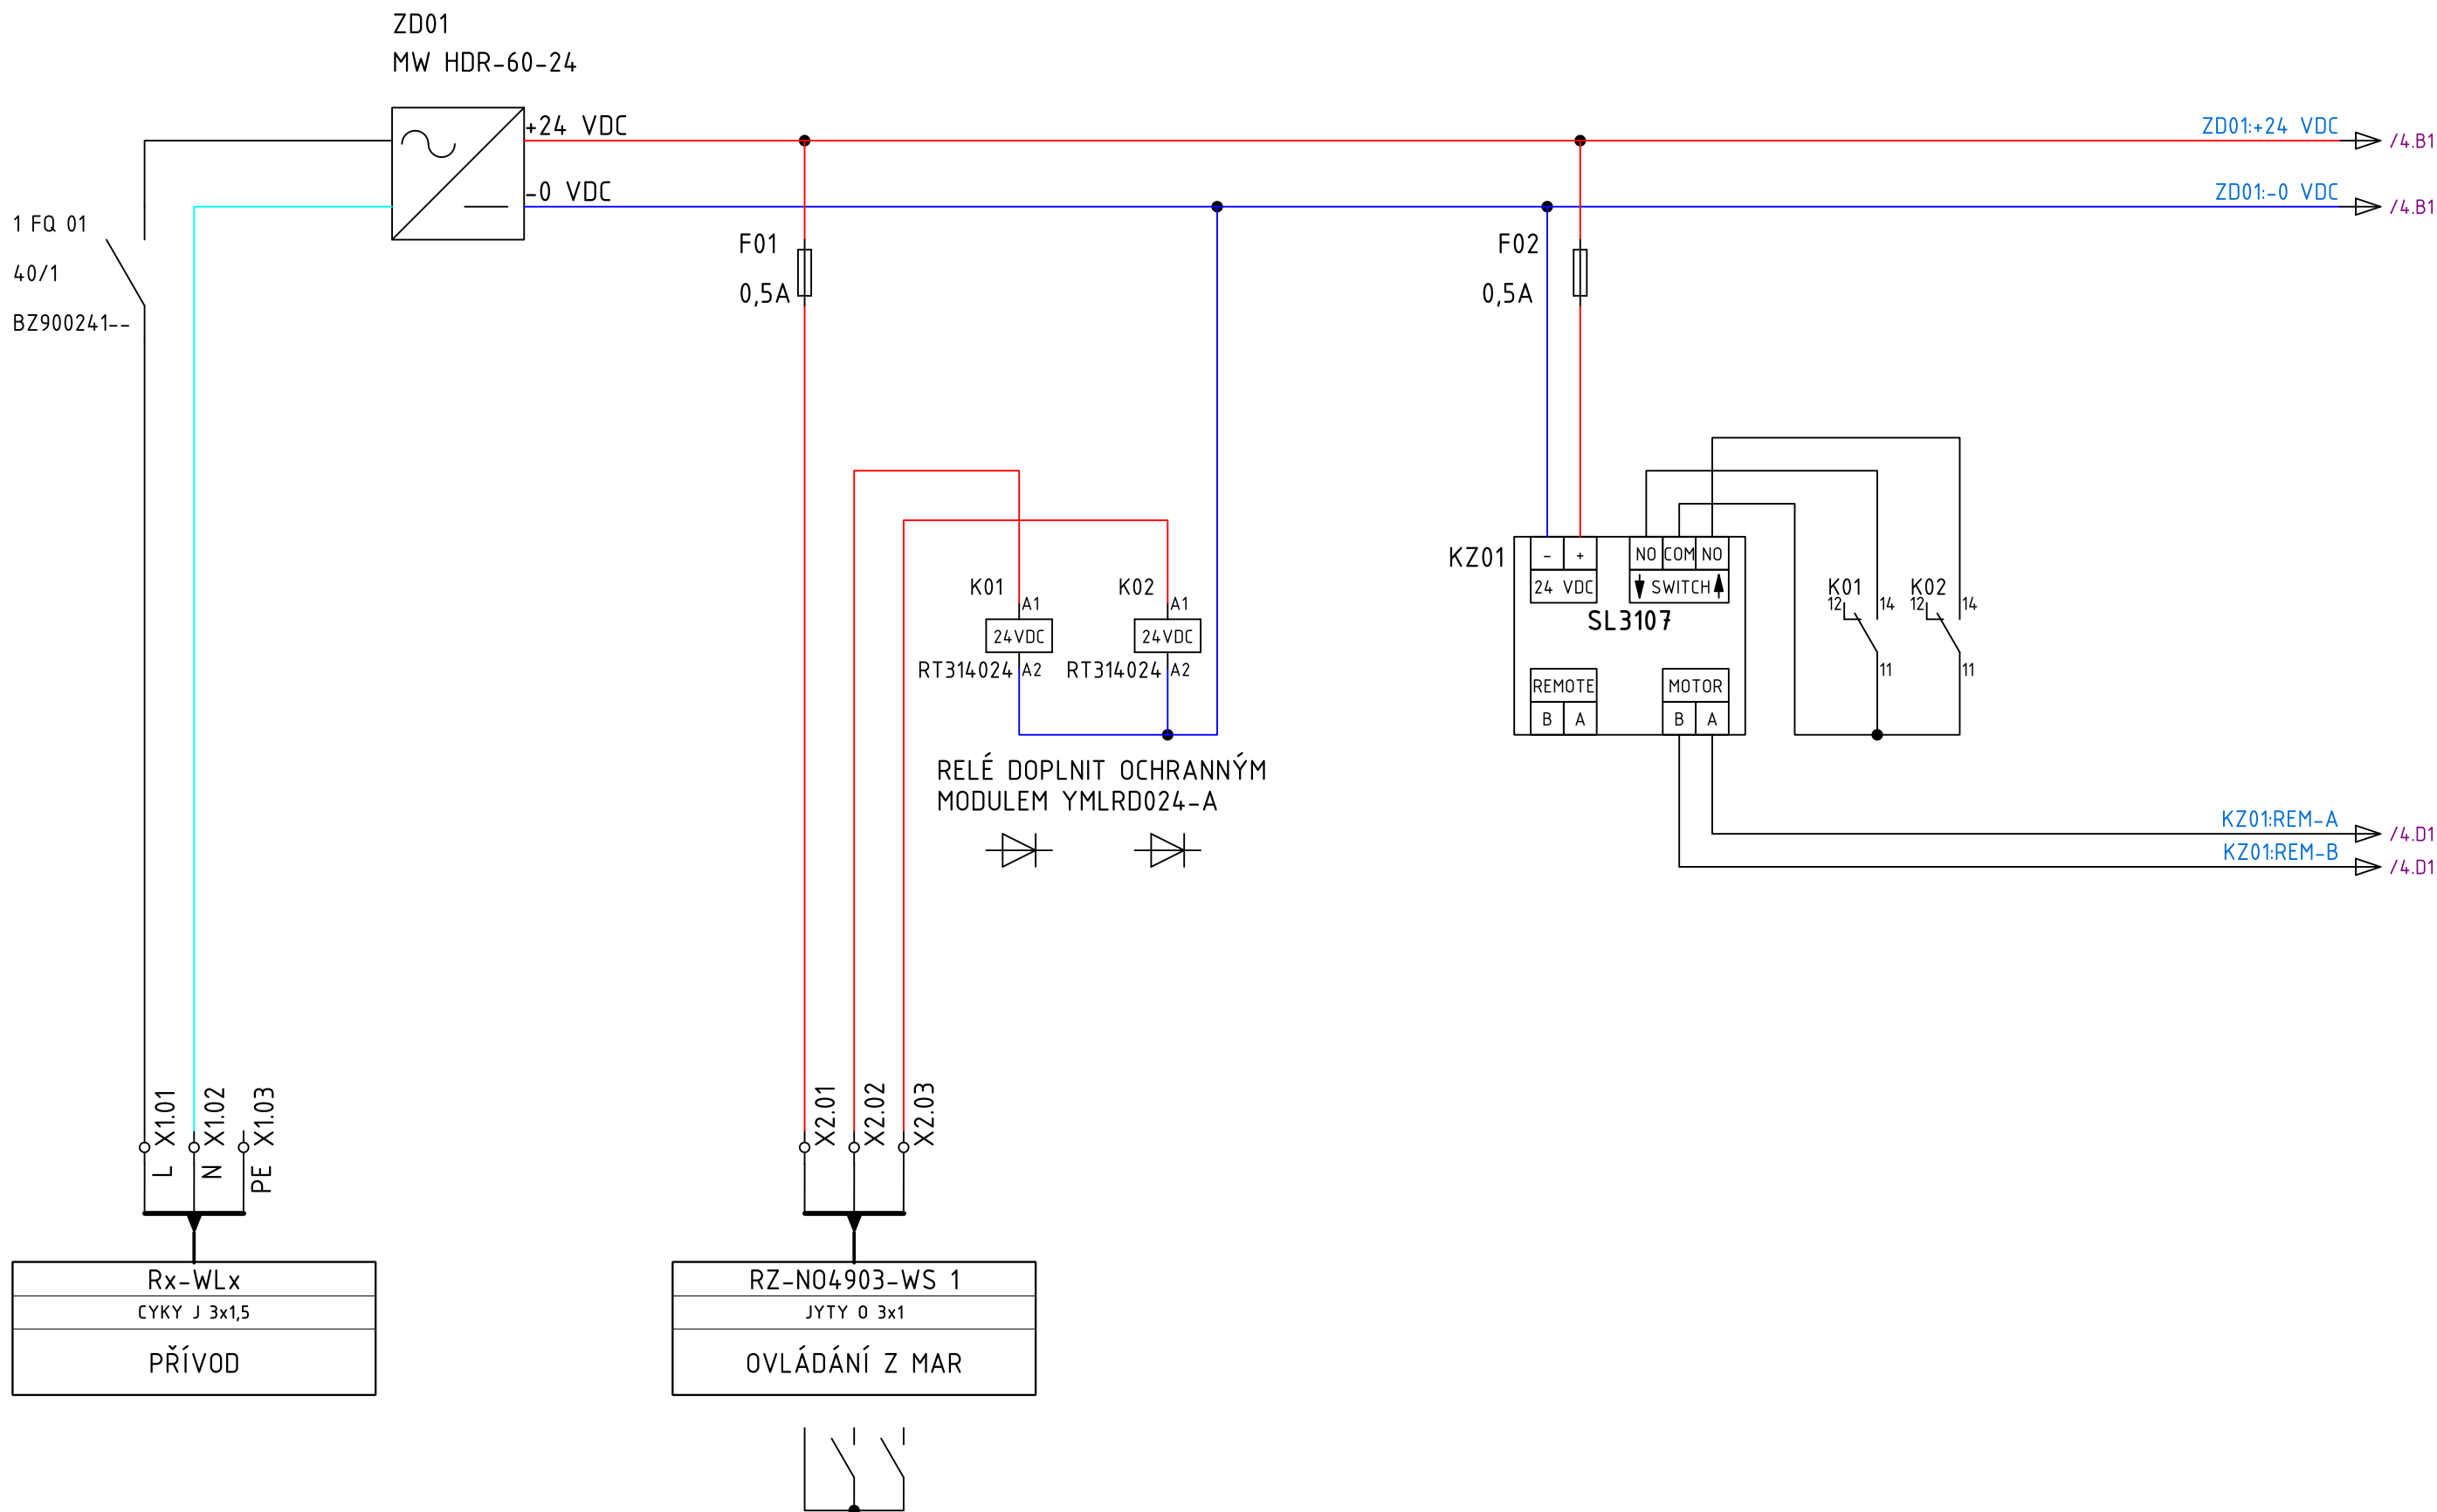 ZD01
MW HDR-60-24
+24 VDC
-0 VDC
ZD01:+24 VDC
/4.B1
ZD01:-0 VDC
/4.B1
1 FQ 01
40/1
BZ900241--
F01
0,5A
F02
0,5A
K01
A1
24VDC
RT314024
A2
K02
A1
24VDC
RT314024
A2
RELÉ DOPLNIT OCHRANNÝM
MODULEM YMLRD024-A
KZ01
- +
24 VDC
NO COM NO
SWITCH
SL3107
REMOTE
B A
MOTOR
B A
K01
12
14
11
K02
12
14
11
KZ01:REM-A
/4.D1
KZ01:REM-B
/4.D1
X1.01
X1.02
X1.03
L
N
PE
X2.01
X2.02
X2.03
Rx-WLx
CYKY J 3x1,5
PŘÍVOD
RZ-NO4903-WS 1
JYTY O 3x1
OVLÁDÁNÍ Z MAR